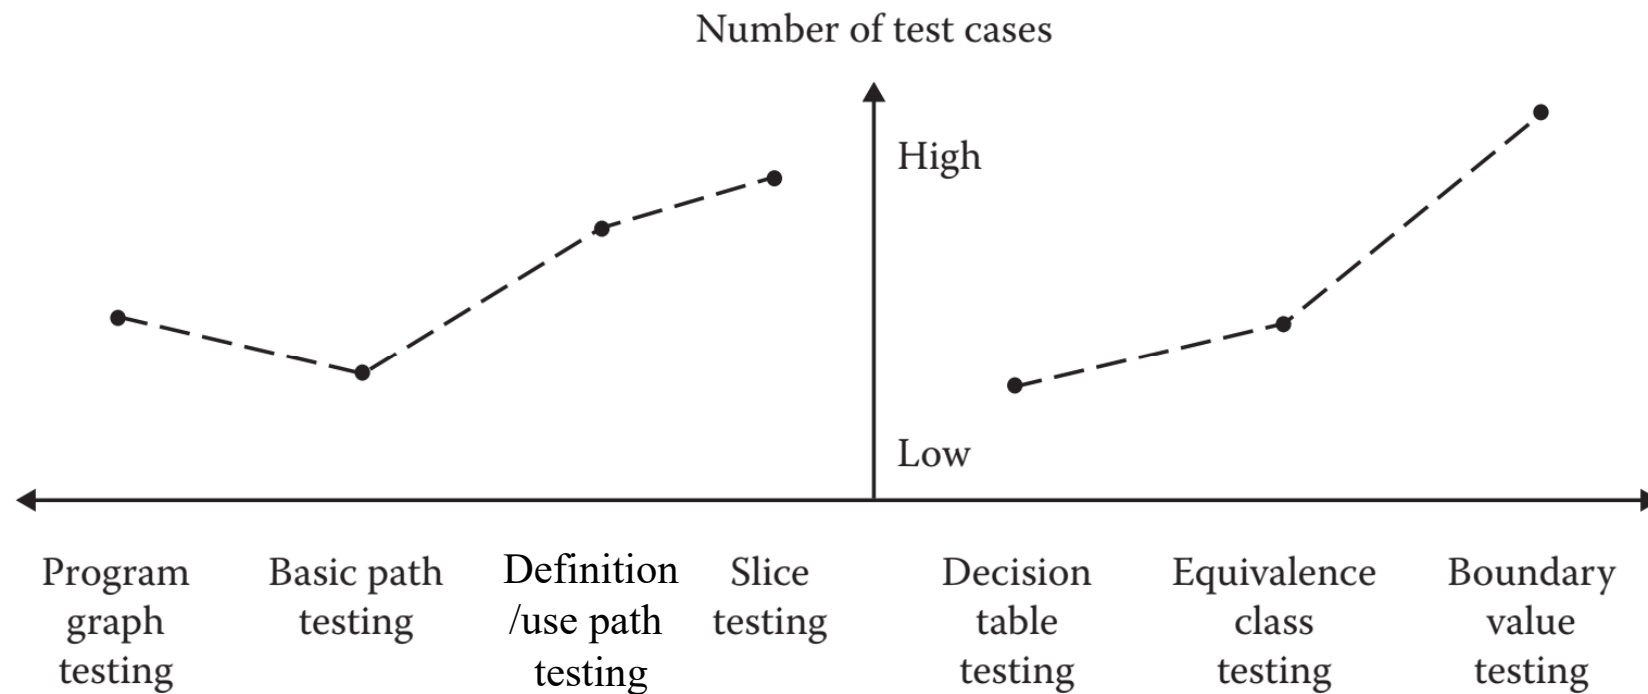 Number of test cases
High
Low
Program
graph
testing
Basic path
testing
Definition
/use path
testing
Slice
testing
Decision
table
testing
Equivalence
class
testing
Boundary
value
testing